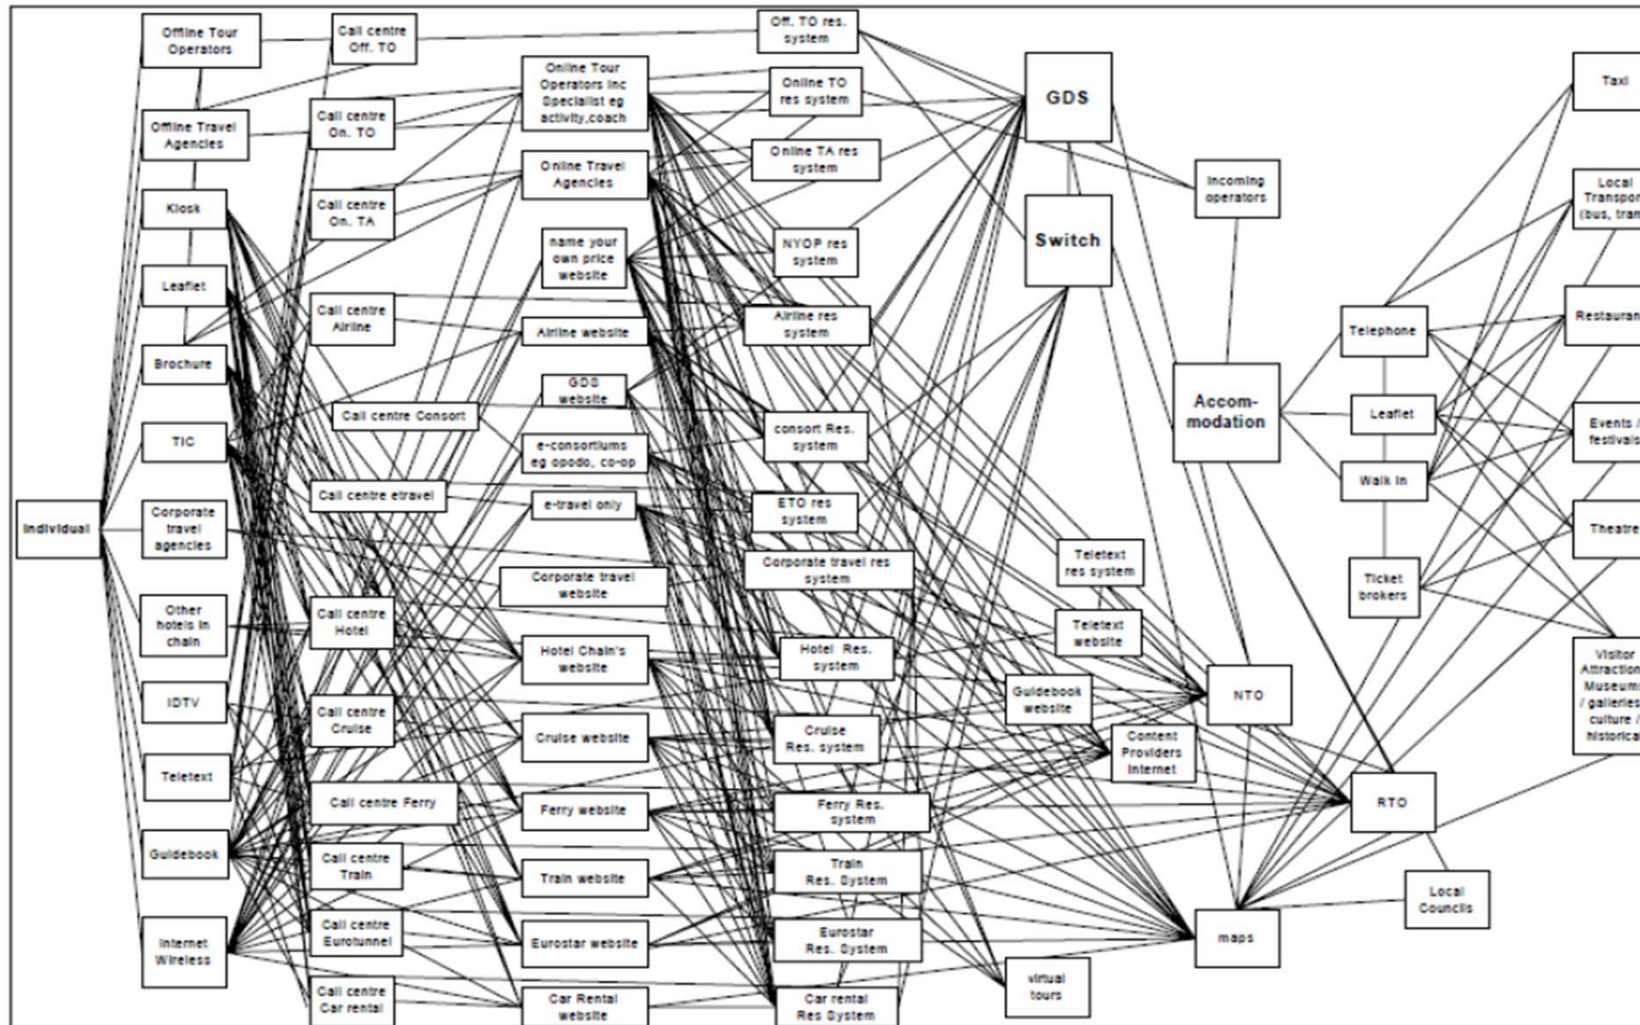 Individual
Offline Tour
Operators
Offline Travel
Agencies
Kiosk
Leaflet
Brochure
TIC
Corporate
travel
agencies
Other
hotels in
chain
IDTV
Teletext
Guidebook
Internet
Wireless
Call centre
Off. TO
Call centre
On. TO
Call centre
On. TA
Call centre
Airline
Call centre Consort
Call centre etravel
Call centre
Hotel
Call centre
Cruise
Call centre Ferry
Call centre
Train
Call centre
Eurotunnel
Call centre
Car rental
Online Tour
Operators inc
Specialist eg
activity,coach
Online Travel
Agencies
name your
own price
website
Airline website
GDS
website
e-consortiums
eg opodo, co-op
e-travel only
Corporate travel
website
Hotel Chain's
website
Cruise website
Ferry website
Train website
Eurostar website
Car Rental
website
Off. TO res.
system
Online TO
res system
Online TA res
system
NYOP res
system
Airline res
system
consort Res.
system
ETO res
system
Corporate travel res
system
Hotel Res.
system
Cruise
Res. system
Ferry Res.
system
Train
Res. System
Eurostar
Res. System
Car rental
Res System
GDS
Switch
Teletext
res system
Teletext
website
Guidebook
website
Content
Providers
Internet
virtual
tours
Incoming
operators
Accom-
modation
NTO
maps
Telephone
Leaflet
Walk in
Ticket
brokers
RTO
Local
Councils
Taxi
Local
Transpor
(bus, tram
Restauran
Events /
festivals
Theatre
Visitor
Attraction
Museums
/ galleries
culture /
historical